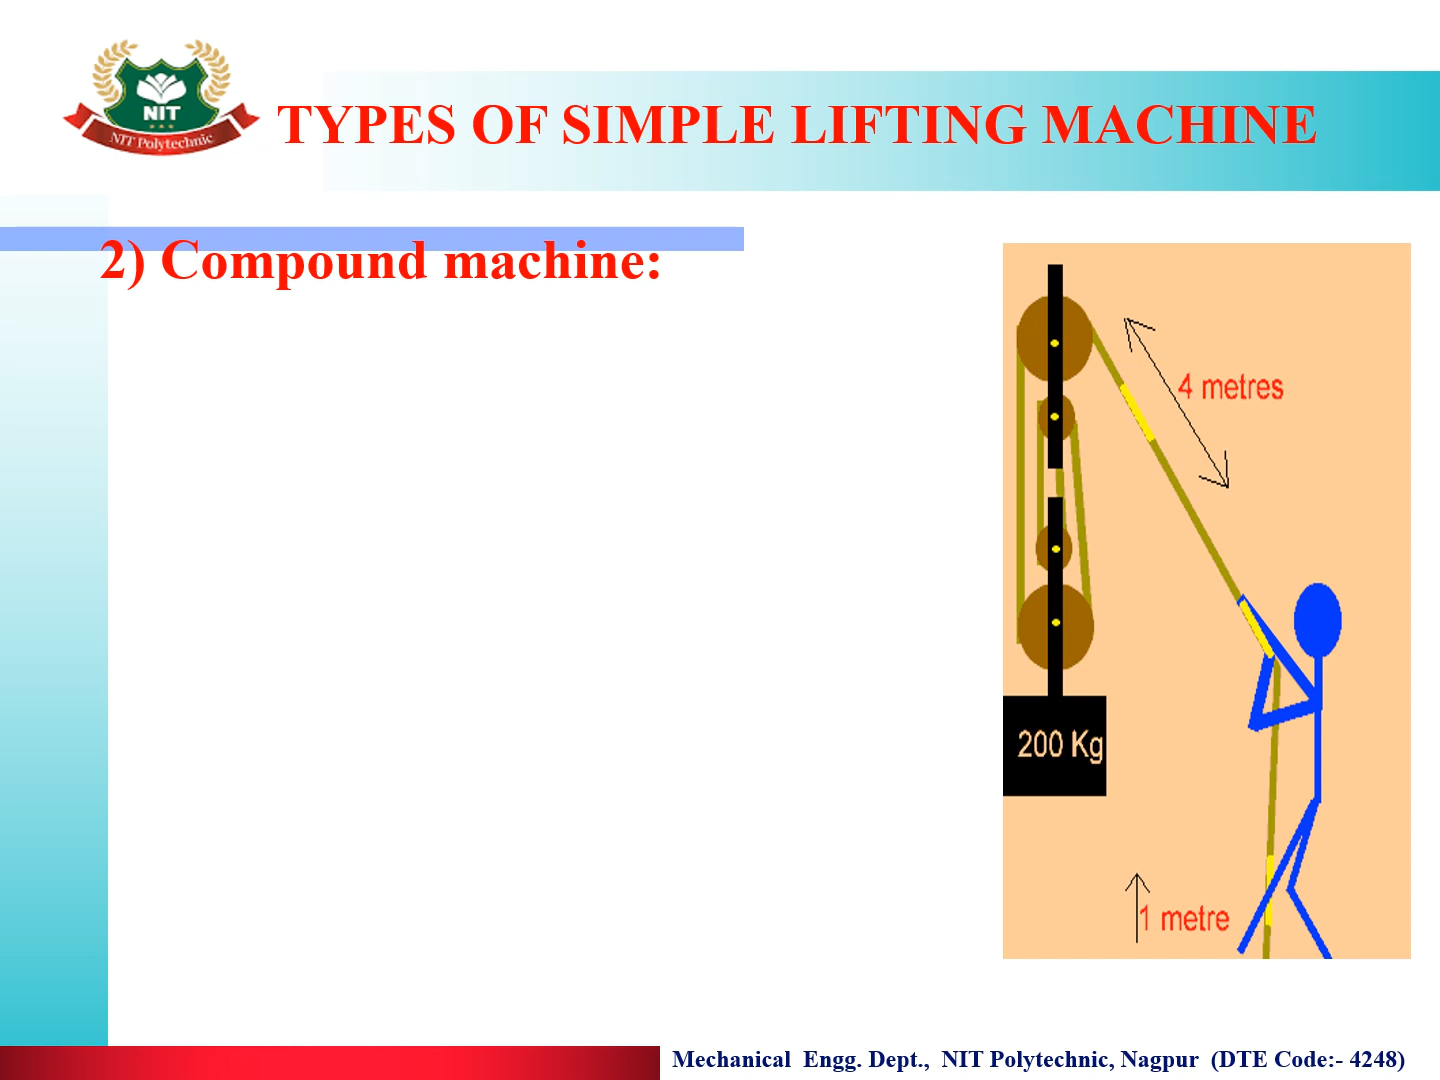 NIT
NIT Polytechnic
TYPES OF SIMPLE LIFTING MACHINE
2) Compound machine:
4 metres
200 Kg
1 metre
Mechanical Engg. Dept., NIT Polytechnic, Nagpur (DTE Code:- 4248)